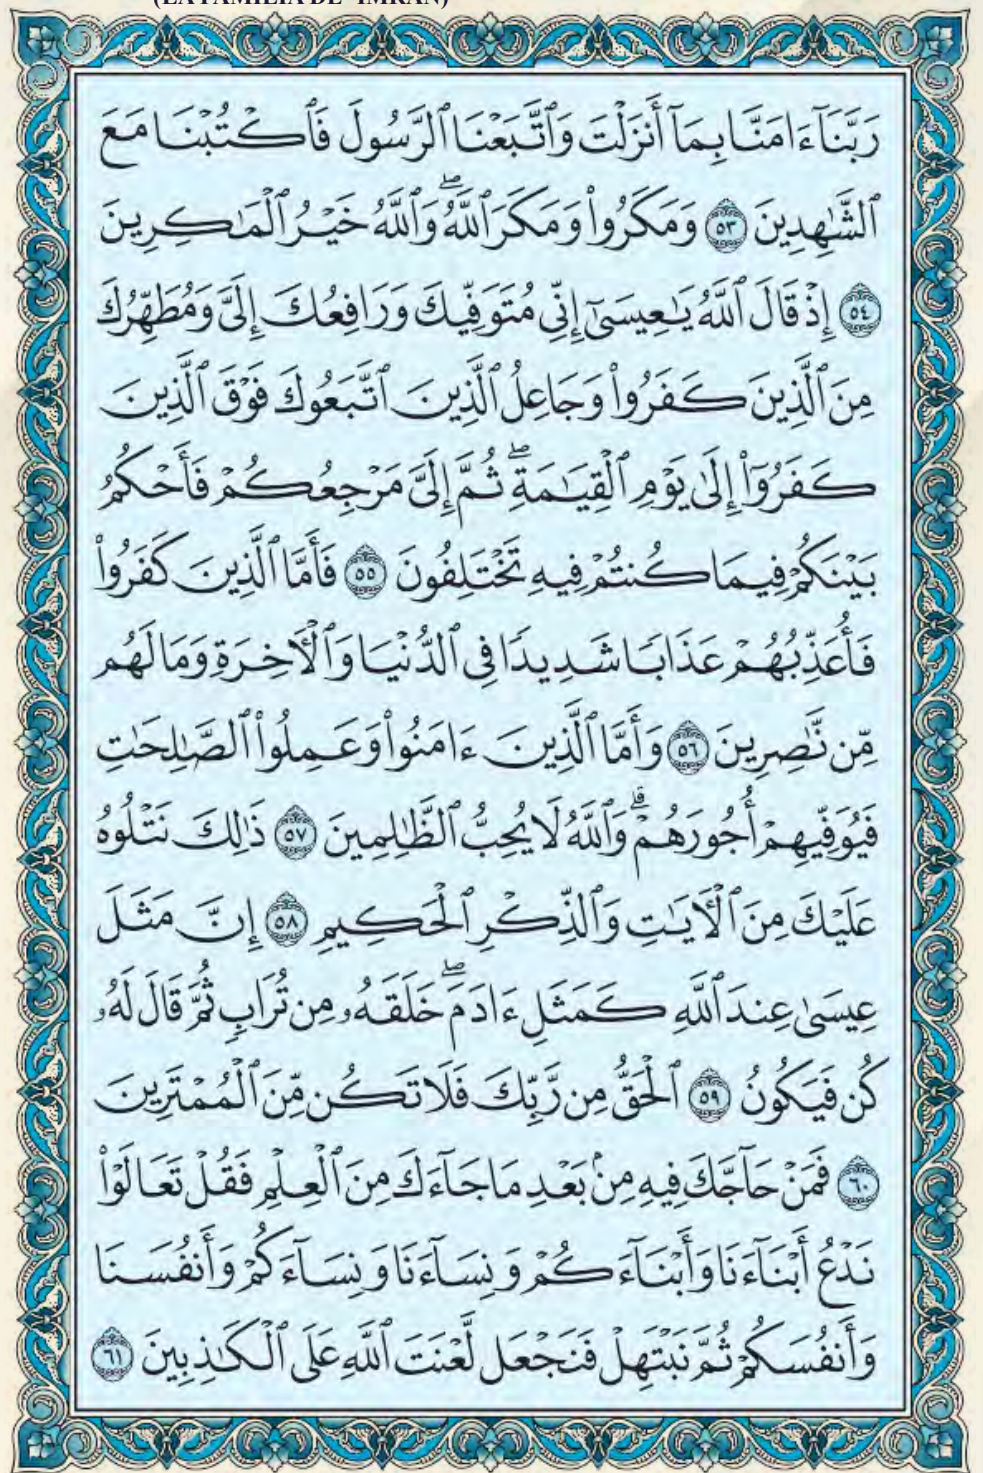 (LA FAMILIA DE ‘IMRAN)
رَبَّنَآ ءَامَنَّا بِمَآ أَنزَلْتَ وَٱتَّبَعْنَا ٱلرَّسُولَ فَٱكْتُبْنَا مَعَ
ٱلشَّٰهِدِينَ ٥٣ وَمَكَرُوا۟ وَمَكَرَ ٱللَّهُ ۖ وَٱللَّهُ خَيْرُ ٱلْمَٰكِرِينَ
٥٤ إِذْ قَالَ ٱللَّهُ يَٰعِيسَىٰٓ إِنِّى مُتَوَفِّيكَ وَرَافِعُكَ إِلَىَّ وَمُطَهِّرُكَ
مِنَ ٱلَّذِينَ كَفَرُوا۟ وَجَاعِلُ ٱلَّذِينَ ٱتَّبَعُوكَ فَوْقَ ٱلَّذِينَ
كَفَرُوٓا۟ إِلَىٰ يَوْمِ ٱلْقِيَٰمَةِ ۖ ثُمَّ إِلَىَّ مَرْجِعُكُمْ فَأَحْكُمُ
بَيْنَكُمْ فِيمَا كُنتُمْ فِيهِ تَخْتَلِفُونَ ٥٥ فَأَمَّا ٱلَّذِينَ كَفَرُوا۟
فَأُعَذِّبُهُمْ عَذَابًا شَدِيدًا فِى ٱلدُّنْيَا وَٱلْءَاخِرَةِ وَمَا لَهُم
مِّن نَّٰصِرِينَ ٥٦ وَأَمَّا ٱلَّذِينَ ءَامَنُوا۟ وَعَمِلُوا۟ ٱلصَّٰلِحَٰتِ
فَيُوَفِّيهِمْ أُجُورَهُمْ ۗ وَٱللَّهُ لَا يُحِبُّ ٱلظَّٰلِمِينَ ٥٧ ذَٰلِكَ نَتْلُوهُ
عَلَيْكَ مِنَ ٱلْءَايَٰتِ وَٱلذِّكْرِ ٱلْحَكِيمِ ٥٨ إِنَّ مَثَلَ
عِيسَىٰ عِندَ ٱللَّهِ كَمَثَلِ ءَادَمَ ۖ خَلَقَهُۥ مِن تُرَابٍ ثُمَّ قَالَ لَهُۥ
كُن فَيَكُونُ ٥٩ ٱلْحَقُّ مِن رَّبِّكَ فَلَا تَكُن مِّنَ ٱلْمُمْتَرِينَ
٦٠ فَمَنْ حَآجَّكَ فِيهِ مِنۢ بَعْدِ مَا جَآءَكَ مِنَ ٱلْعِلْمِ فَقُلْ تَعَالَوْا۟
نَدْعُ أَبْنَآءَنَا وَأَبْنَآءَكُمْ وَنِسَآءَنَا وَنِسَآءَكُمْ وَأَنفُسَنَا
وَأَنفُسَكُمْ ثُمَّ نَبْتَهِلْ فَنَجْعَل لَّعْنَتَ ٱللَّهِ عَلَى ٱلْكَٰذِبِينَ ٦١